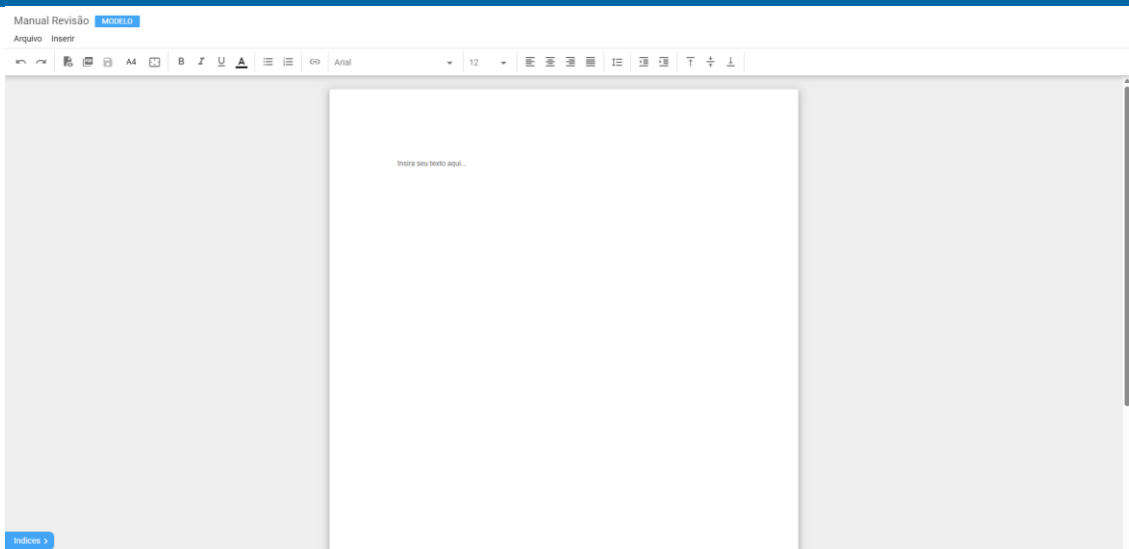 Manual Revisão MODELO
Arquivo Inserir
A4 B I U A Arial 12
Insira seu texto aqui...
Indices >